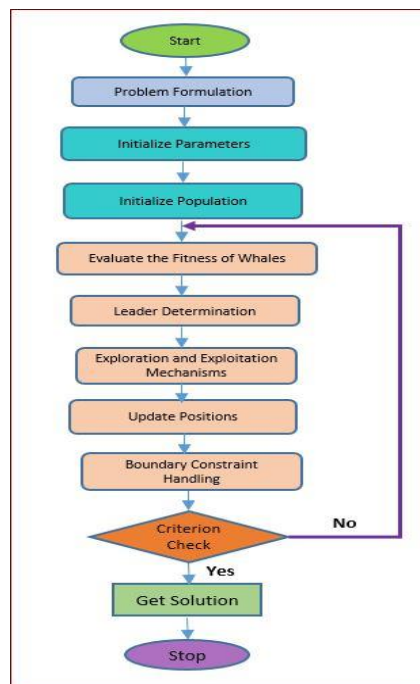 Start
Problem Formulation
Initialize Parameters
Initialize Population
Evaluate the Fitness of Whales
Leader Determination
Exploration and Exploitation
Mechanisms
Update Positions
Boundary Constraint
Handling
Criterion
Check
No
Yes
Get Solution
Stop